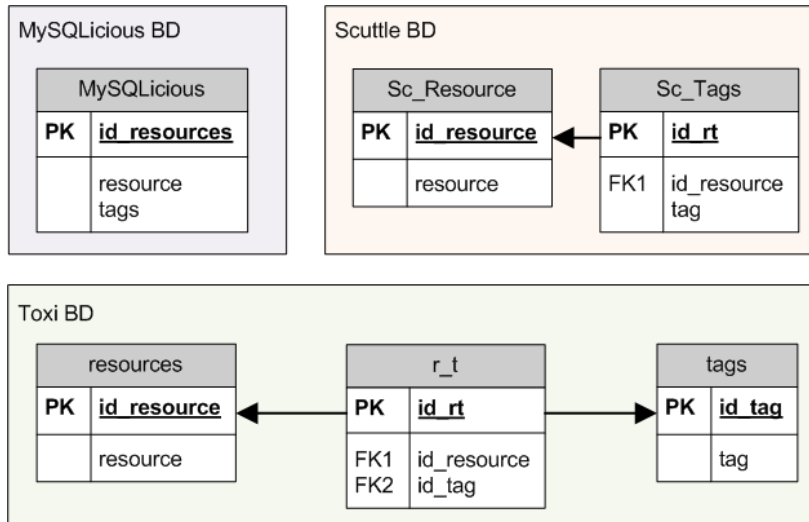 MySQLicious BD
MySQLicious
PK id_resources
resource
tags
Scuttle BD
Sc_Resource
PK id_resource
resource
Sc_Tags
PK id_rt
FK1 id_resource
tag
Toxi BD
resources
PK id_resource
resource
r_t
PK id_rt
FK1 id_resource
FK2 id_tag
tags
PK id_tag
tag